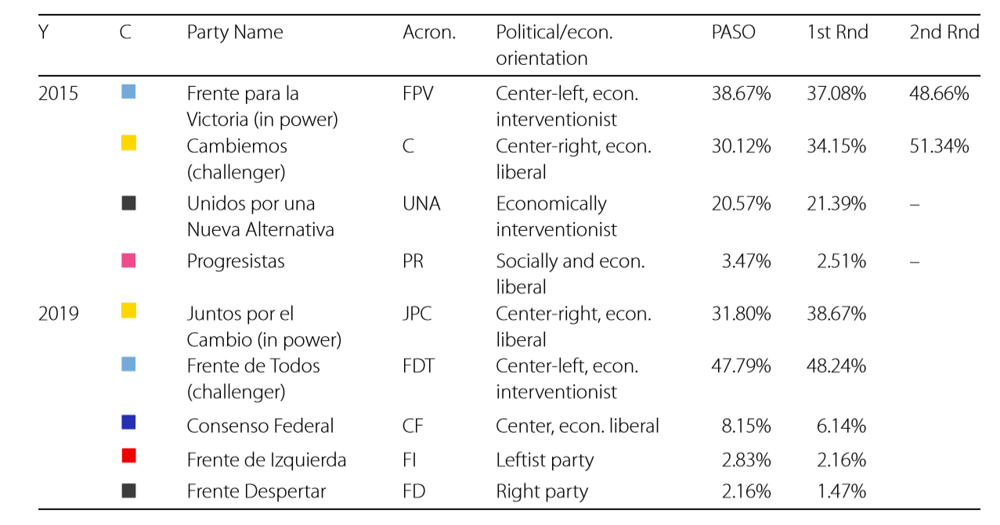 Y C Party Name Acron. Political/econ. PASO 1st Rnd 2nd Rnd
orientation
2015 Frente para la FPV Center-left, econ. 38.67% 37.08% 48.66%
Victoria (in power) interventionist
Cambiemos C Center-right, econ. 30.12% 34.15% 51.34%
(challenger) liberal
Unidos por una UNA Economically 20.57% 21.39% –
Nueva Alternativa interventionist
Progresistas PR Socially and econ. 3.47% 2.51% –
liberal
2019 Juntos por el JPC Center-right, econ. 31.80% 38.67%
Cambio (in power) liberal
Frente de Todos FDT Center-left, econ. 47.79% 48.24%
(challenger) interventionist
Consenso Federal CF Center, econ. liberal 8.15% 6.14%
Frente de Izquierda FI Leftist party 2.83% 2.16%
Frente Despertar FD Right party 2.16% 1.47%